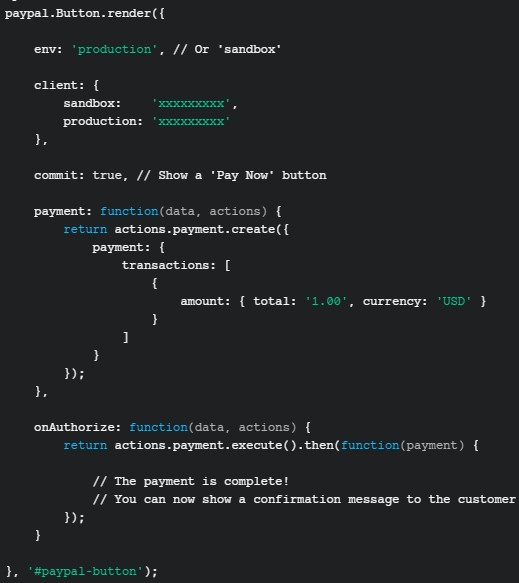 paypal.Button.render({
env: 'production', // Or 'sandbox'
client: {
sandbox: 'xxxxxxxxx',
production: 'xxxxxxxxx'
},
commit: true, // Show a 'Pay Now' button
payment: function(data, actions) {
return actions.payment.create({
payment: {
transactions: [
{
amount: { total: '1.00', currency: 'USD' }
}
]
}
});
},
onAuthorize: function(data, actions) {
return actions.payment.execute().then(function(payment) {
// The payment is complete!
// You can now show a confirmation message to the customer
});
}
}, '#paypal-button');